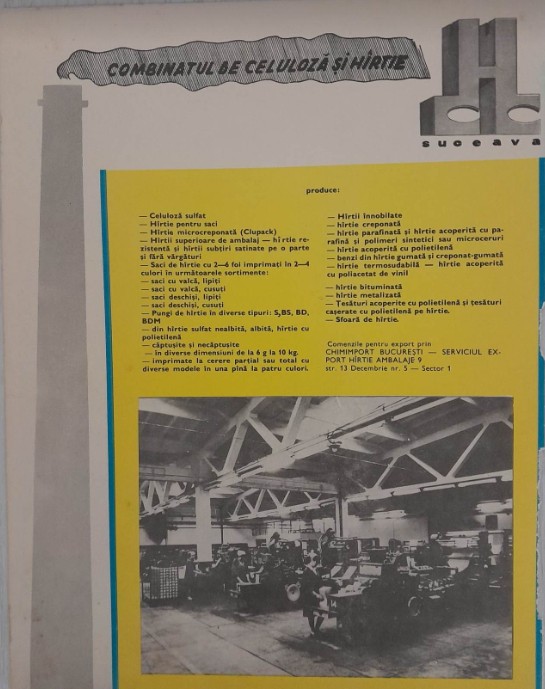 COMBINATUL DE CELULOZĂ ȘI HÎRTIE
suceava
produce:
— Celuloză sulfat
— Hîrtie pentru saci
— Hîrtie microcreponată (Clupack)
— Hîrtii superioare de ambalaj — hîrtie re-
zistentă și hîrtii subțiri satinate pe o parte
și fără vărgături
— Saci de hîrtie cu 2—4 foi imprimați în 2—4
culori în următoarele sortimente:
— saci cu valcă, lipiți
— saci cu valcă, cusuți
— saci deschiși, lipiți
— saci deschiși, cusuți
— Pungi de hîrtie în diverse tipuri: S,BS, BD,
BDM
— din hîrtie sulfat nealbită, albită, hîrtie cu
polietilenă
— căptușite și necăptușite
— în diverse dimensiuni de la 6 g la 10 kg.
— imprimate la cerere parțial sau total cu
diverse modele în una pînă la patru culori.
— Hîrtii înnobilate
— hîrtie creponată
— hîrtie parafinată și hîrtie acoperită cu pa-
rafină și polimeri sintetici sau microceruri
— hîrtie acoperită cu polietilenă
— benzi din hîrtie gumată și creponat-gumată
— hîrtie termosudabilă — hîrtie acoperită
cu poliacetat de vinil
— hîrtie bituminată
— hîrtie metalizată
— Țesături acoperite cu polietilenă și țesături
cașerate cu polietilenă pe hîrtie.
— Sfoară de hîrtie.
Comenzile pentru export prin
CHIMIMPORT BUCUREȘTI — SERVICIUL EX-
PORT HÎRTIE AMBALAJE 9
str. 13 Decembrie nr. 5 — Sector 1